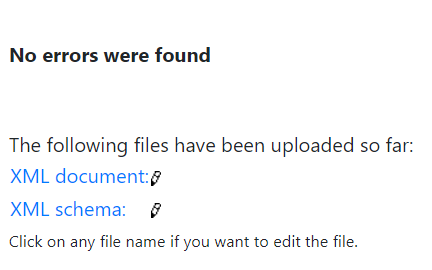 No errors were found
The following files have been uploaded so far:
XML document:
XML schema:
Click on any file name if you want to edit the file.